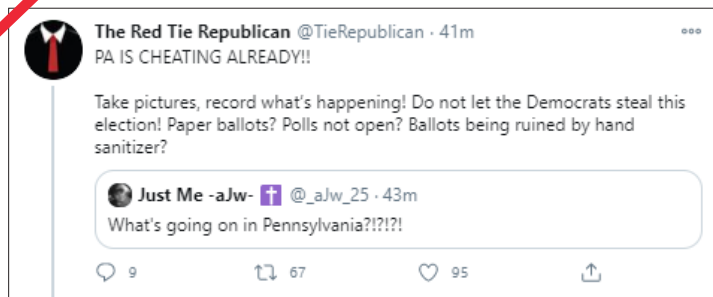 The Red Tie Republican @TieRepublican · 41m
PA IS CHEATING ALREADY!!
Take pictures, record what's happening! Do not let the Democrats steal this
election! Paper ballots? Polls not open? Ballots being ruined by hand
sanitizer?
Just Me -aJw- ✝️ @_aJw_25 · 43m
What's going on in Pennsylvania?!?!?!
9 67 95